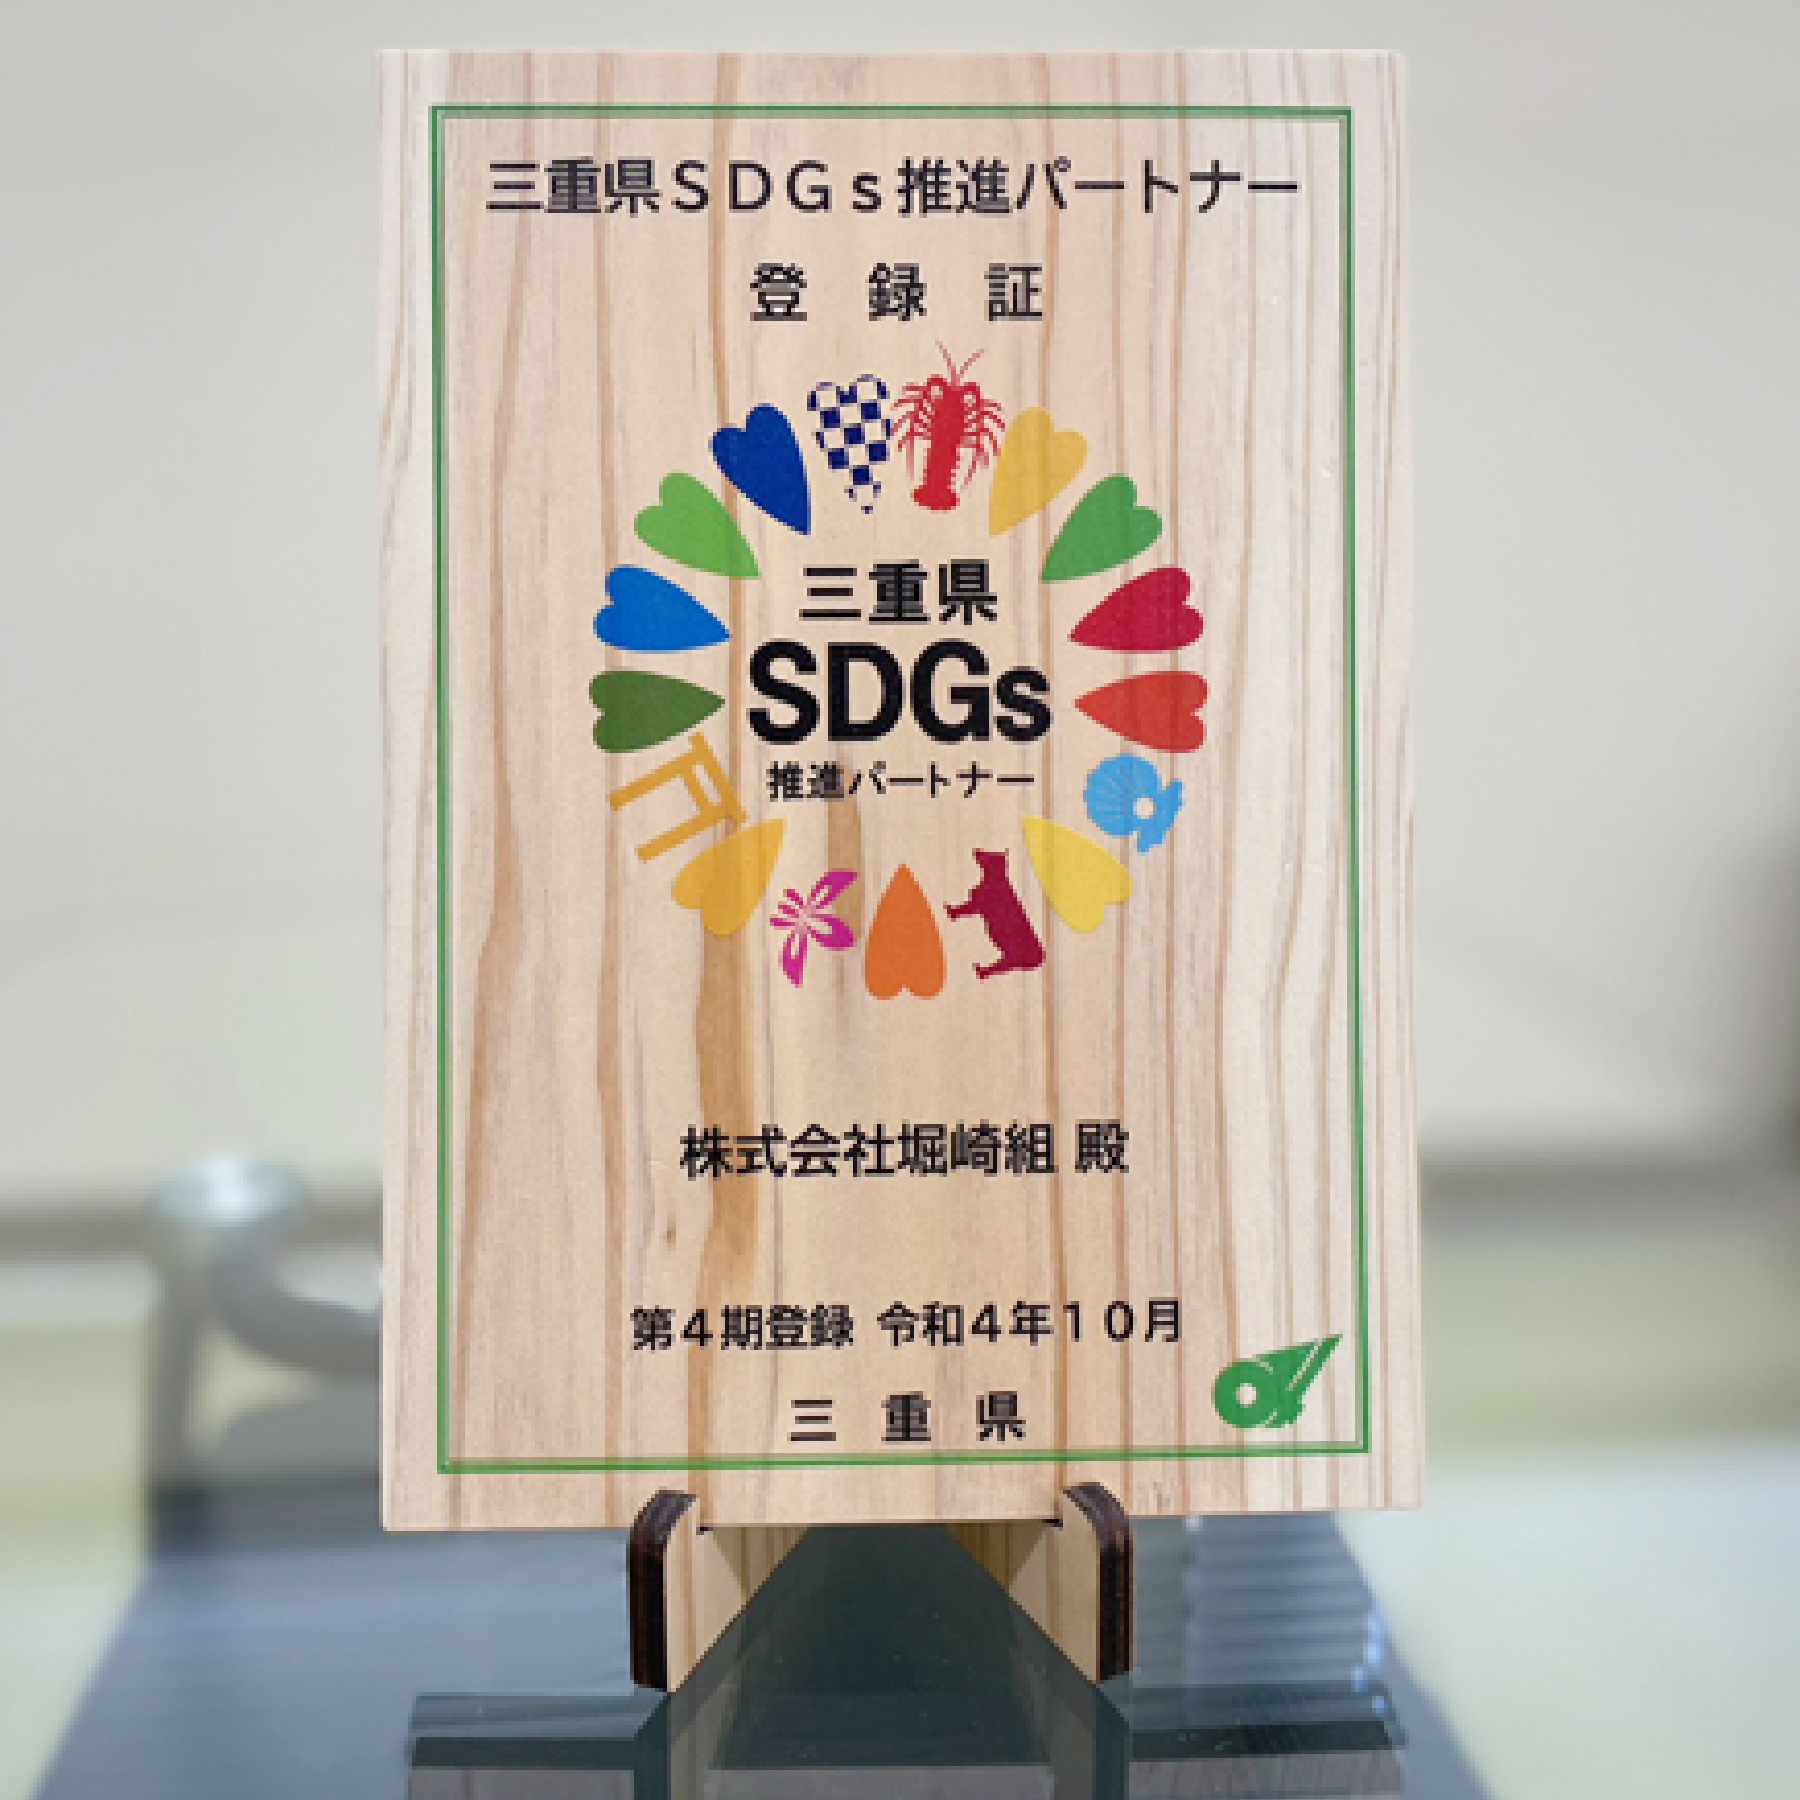 三重県ＳＤＧｓ推進パートナー
登　録　証
三重県
SDGs
推進パートナー
株式会社堀崎組 殿
第４期登録 令和４年１０月
三　重　県